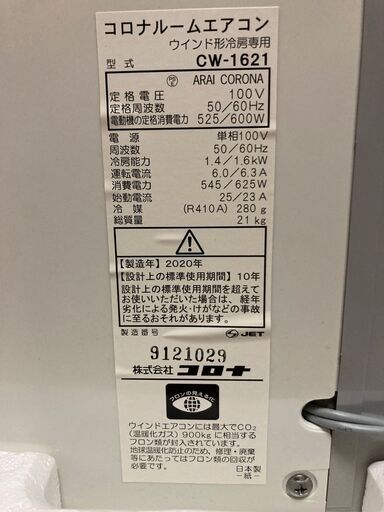 コロナルームエアコン
ウインド形冷房専用
型式 CW-1621
PSE ARAI CORONA
定格電圧 100V
定格周波数 50/60Hz
電動機の定格消費電力 525/600W
電源 単相100V
周波数 50/60Hz
冷房能力 1.4/1.6kW
運転電流 6.0/6.3A
消費電力 545/625W
始動電流 25/23A
冷媒 (R410A) 280g
総質量 21kg
【製造年】2020年
【設計上の標準使用期間】10年
設計上の標準使用期間を超えて
お使いいただいた場合は、経年
劣化による発火・けがなどの事故
に至るおそれがあります。
製造番号 JET
9121029
株式会社 コロナ
フロンの見える化
ウインドエアコンには最大でCO₂
(温暖化ガス)900kgに相当する
フロン類が封入されています。
地球温暖化防止のため、修理・廃棄
等にあたってはフロン類の回収が
必要です。
日本製
-紙-